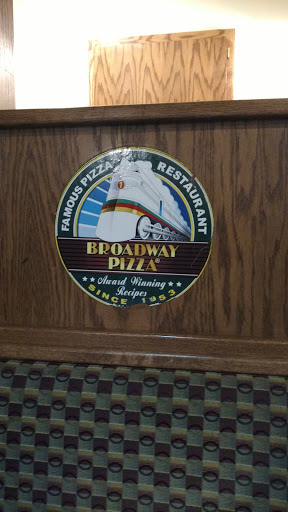 FAMOUS PIZZA RESTAURANT
BROADWAY
PIZZA®
★★ Award Winning ★★
Recipes
SINCE 1953